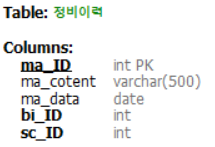 Table: 정비이력
Columns:
ma_ID int PK
ma_cotent varchar(500)
ma_data date
bi_ID int
sc_ID int